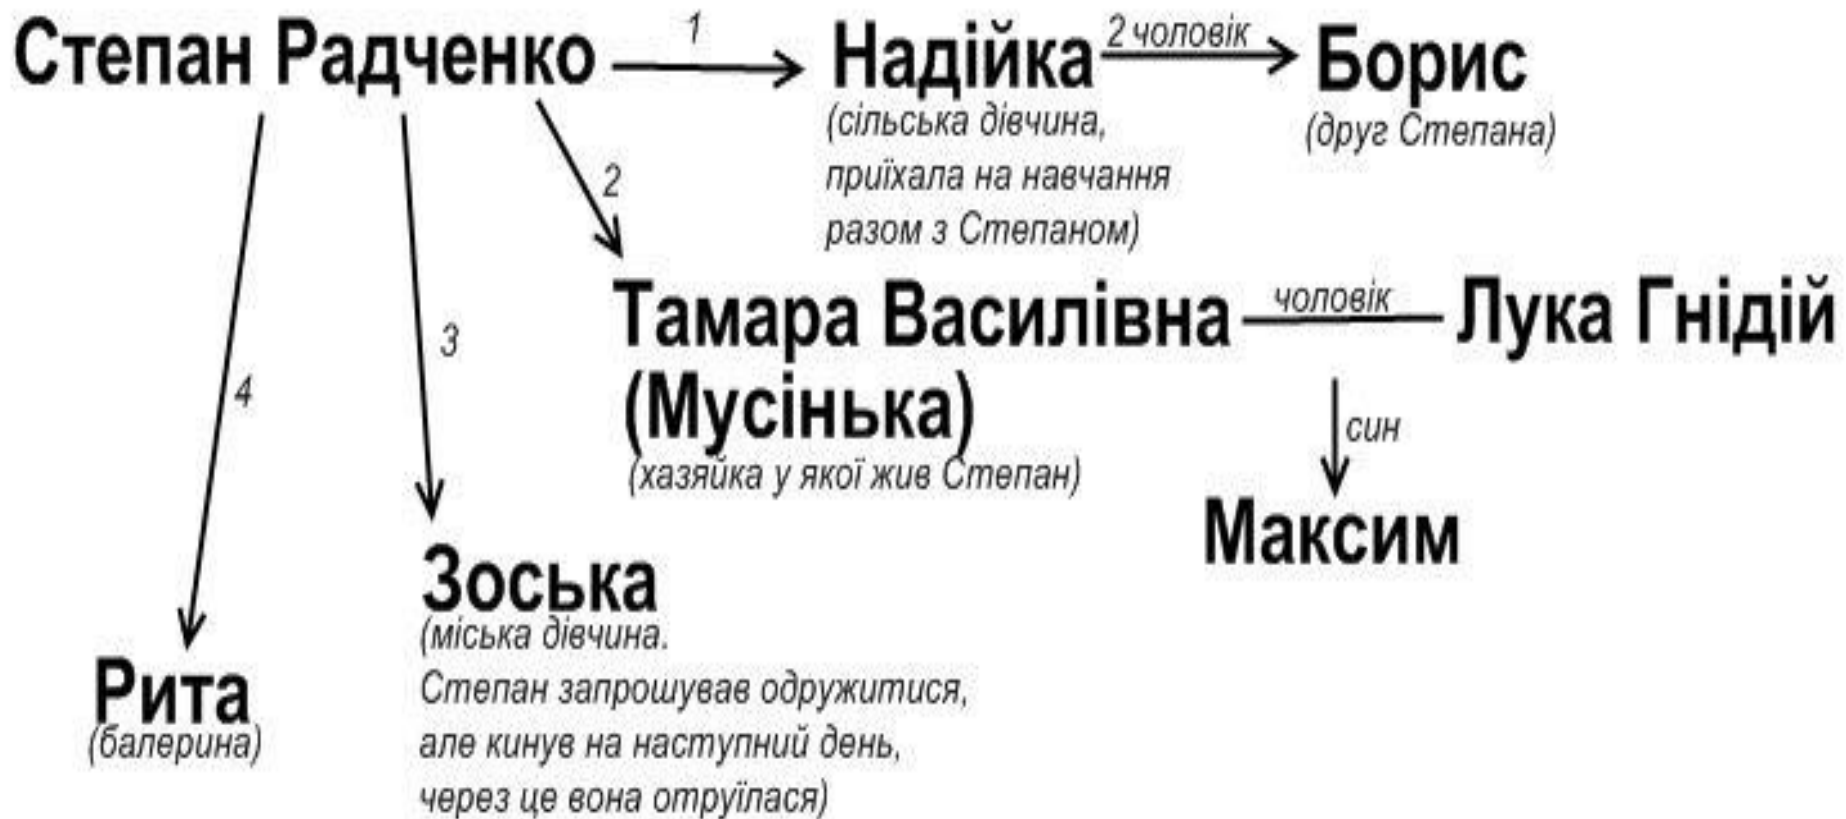 Степан Радченко
1
Надійка
2 чоловік
Борис
(сільська дівчина,
приїхала на навчання
разом з Степаном)
(друг Степана)
2
Тамара Василівна
(Мусінька)
(хазяйка у якої жив Степан)
чоловік
Лука Гнідій
син
Максим
3
Зоська
(міська дівчина.
Степан запрошував одружитися,
але кинув на наступний день,
через це вона отруїлася)
4
Рита
(балерина)